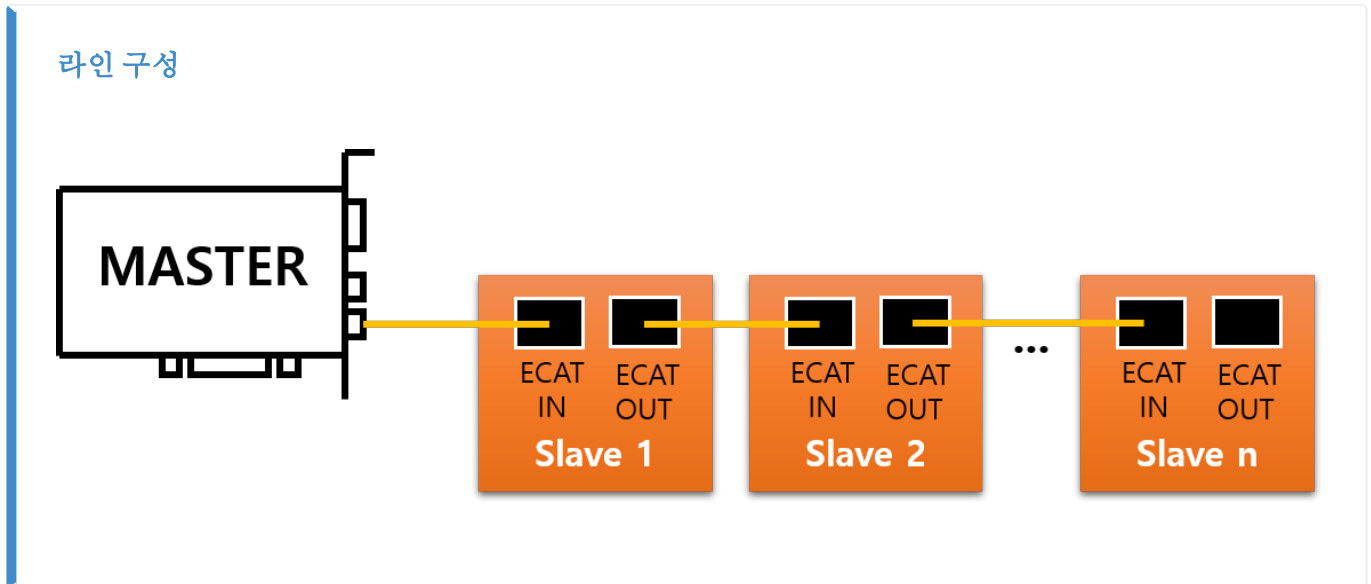 라인 구성
MASTER
ECAT
IN
ECAT
OUT
Slave 1
ECAT
IN
ECAT
OUT
Slave 2
...
ECAT
IN
ECAT
OUT
Slave n